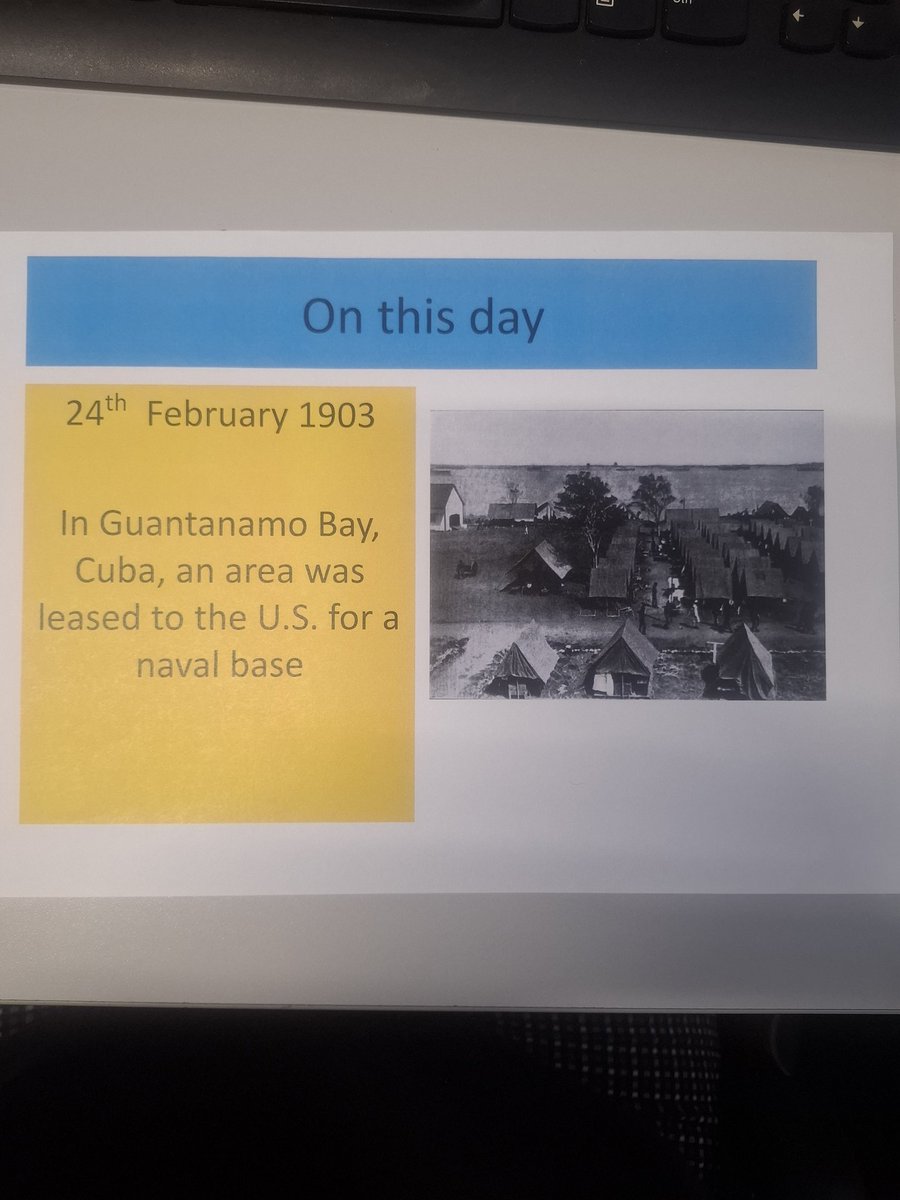 On this day
24th February 1903
In Guantanamo Bay,
Cuba, an area was
leased to the U.S. for a
naval base